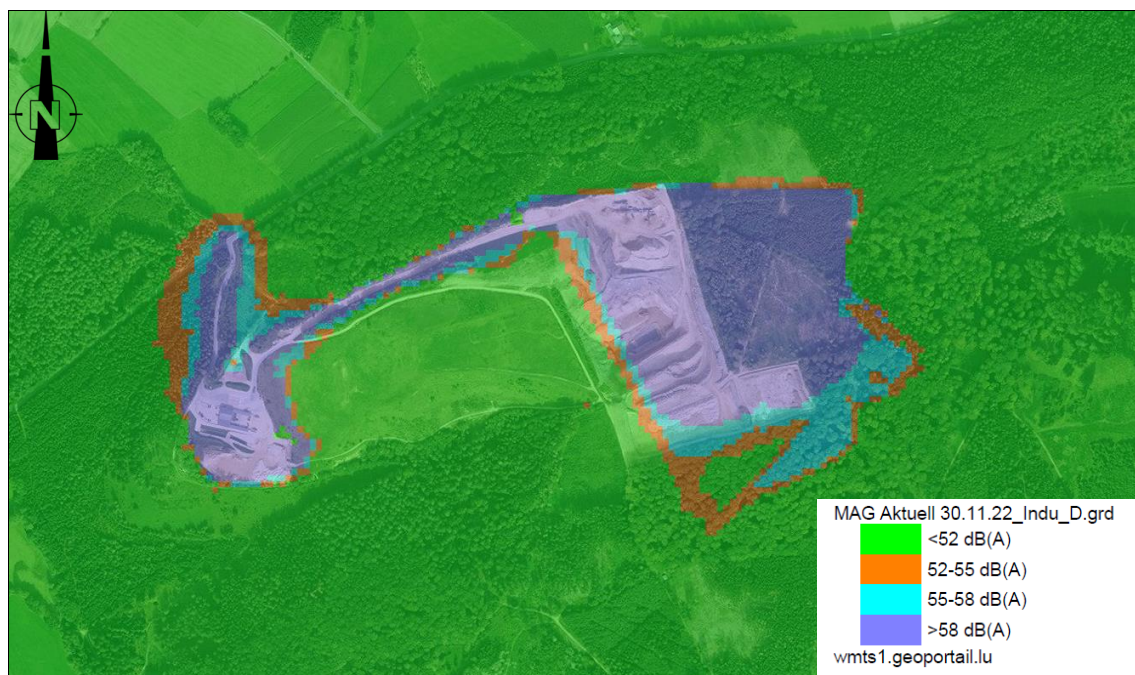 N
MAG Aktuell 30.11.22_Indu_D.grd
<52 dB(A)
52-55 dB(A)
55-58 dB(A)
>58 dB(A)
wmts1.geoportail.lu